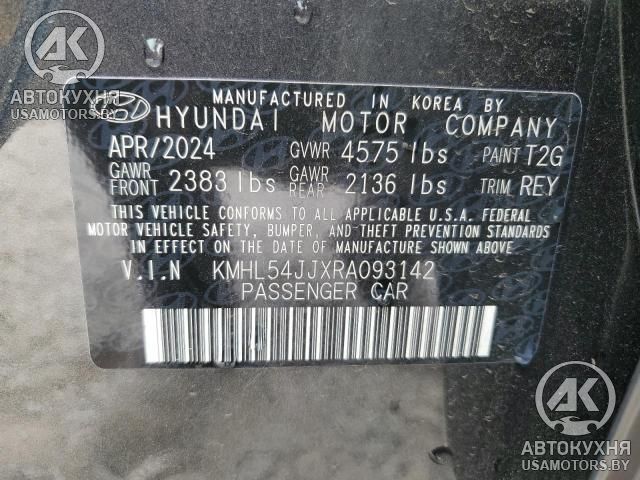 АВТОКУХНЯ
USAMOTORS.BY
MANUFACTURED IN KOREA BY
HYUNDAI MOTOR COMPANY
APR/2024 GVWR 4575 lbs PAINT T2G
GAWR FRONT 2383 lbs GAWR REAR 2136 lbs TRIM REY
THIS VEHICLE CONFORMS TO ALL APPLICABLE U.S.A. FEDERAL
MOTOR VEHICLE SAFETY, BUMPER, AND THEFT PREVENTION STANDARDS
IN EFFECT ON THE DATE OF MANUFACTURE SHOWN ABOVE.
V.I.N KMHL54JJXRA093142
PASSENGER CAR
АК
АВТОКУХНЯ
USAMOTORS.BY